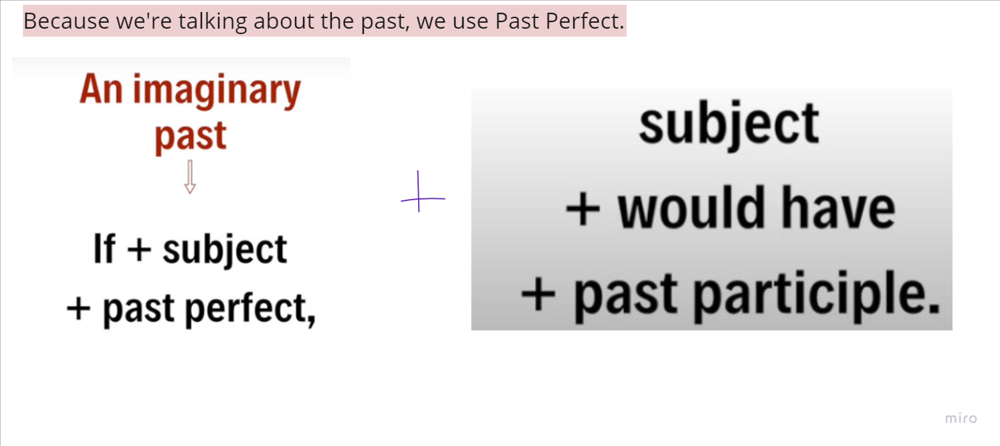 Because we're talking about the past, we use Past Perfect.
An imaginary
past
If + subject
+ past perfect,
+
subject
+ would have
+ past participle.
miro